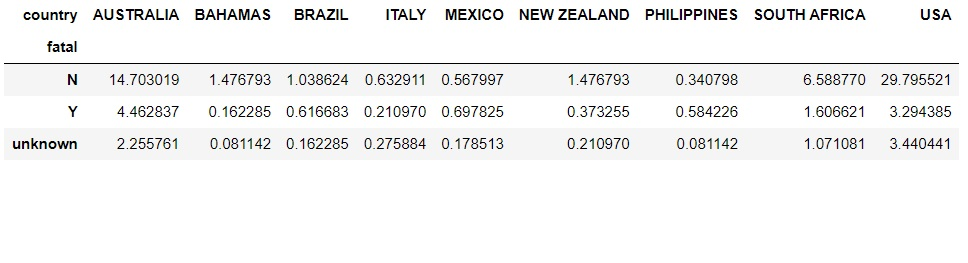 country AUSTRALIA BAHAMAS BRAZIL ITALY MEXICO NEW ZEALAND PHILIPPINES SOUTH AFRICA USA
fatal
N 14.703019 1.476793 1.038624 0.632911 0.567997 1.476793 0.340798 6.588770 29.795521
Y 4.462837 0.162285 0.616683 0.210970 0.697825 0.373255 0.584226 1.606621 3.294385
unknown 2.255761 0.081142 0.162285 0.275884 0.178513 0.210970 0.081142 1.071081 3.440441